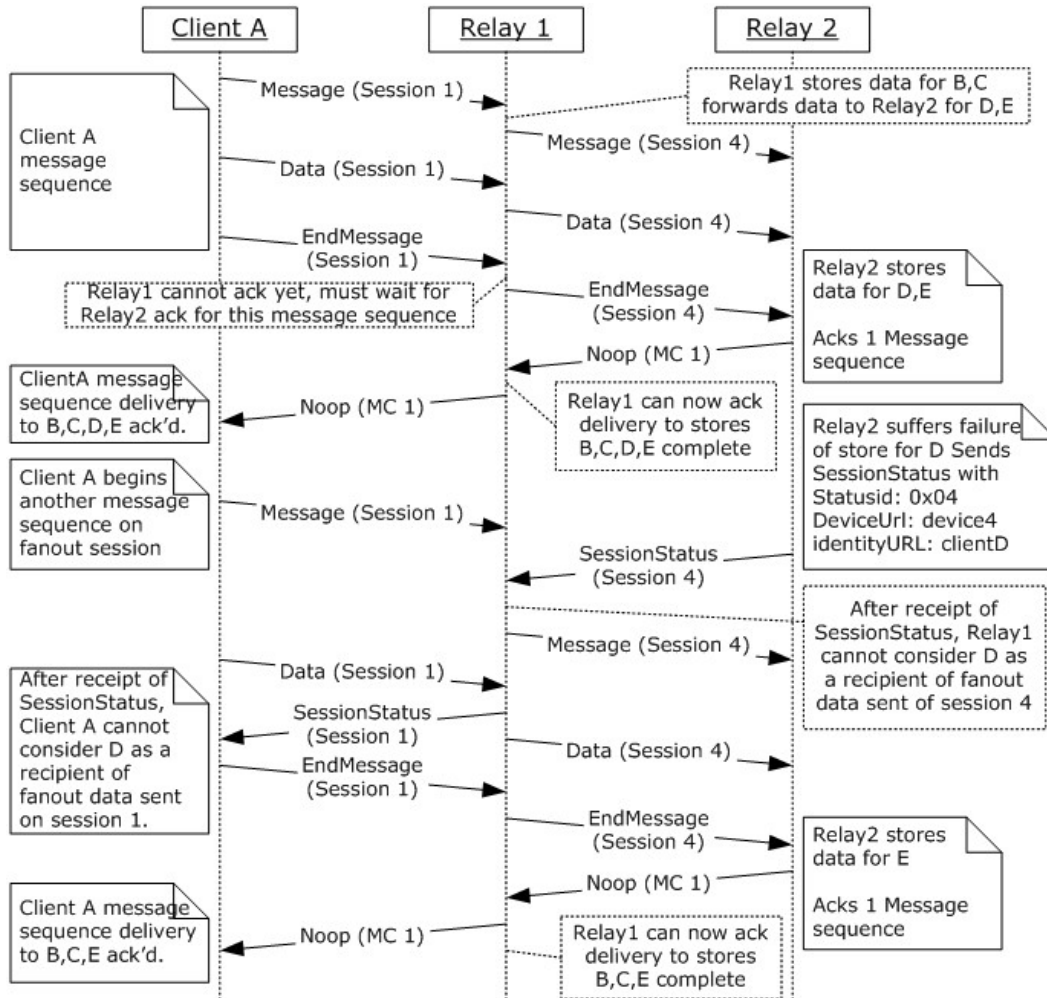 Client A
Relay 1
Relay 2
Message (Session 1)
Relay1 stores data for B,C
forwards data to Relay2 for D,E
Client A
message
sequence
Message (Session 4)
Data (Session 1)
Data (Session 4)
EndMessage
(Session 1)
Relay1 cannot ack yet, must wait for
Relay2 ack for this message sequence
EndMessage
(Session 4)
Relay2 stores
data for D,E
Acks 1 Message
sequence
Noop (MC 1)
ClientA message
sequence delivery
to B,C,D,E ack'd.
Noop (MC 1)
Relay1 can now ack
delivery to stores
B,C,D,E complete
Relay2 suffers failure
of store for D Sends
SessionStatus with
Statusid: 0x04
DeviceUrl: device4
identityURL: clientD
Client A begins
another message
sequence on
fanout session
Message (Session 1)
SessionStatus
(Session 4)
After receipt of
SessionStatus, Relay1
cannot consider D as
a recipient of fanout
data sent of session 4
Message (Session 4)
Data (Session 1)
After receipt of
SessionStatus,
Client A cannot
consider D as a
recipient of
fanout data sent
on session 1.
SessionStatus
(Session 1)
Data (Session 4)
EndMessage
(Session 1)
EndMessage
(Session 4)
Relay2 stores
data for E
Acks 1 Message
sequence
Noop (MC 1)
Client A message
sequence delivery
to B,C,E ack'd.
Noop (MC 1)
Relay1 can now ack
delivery to stores
B,C,E complete